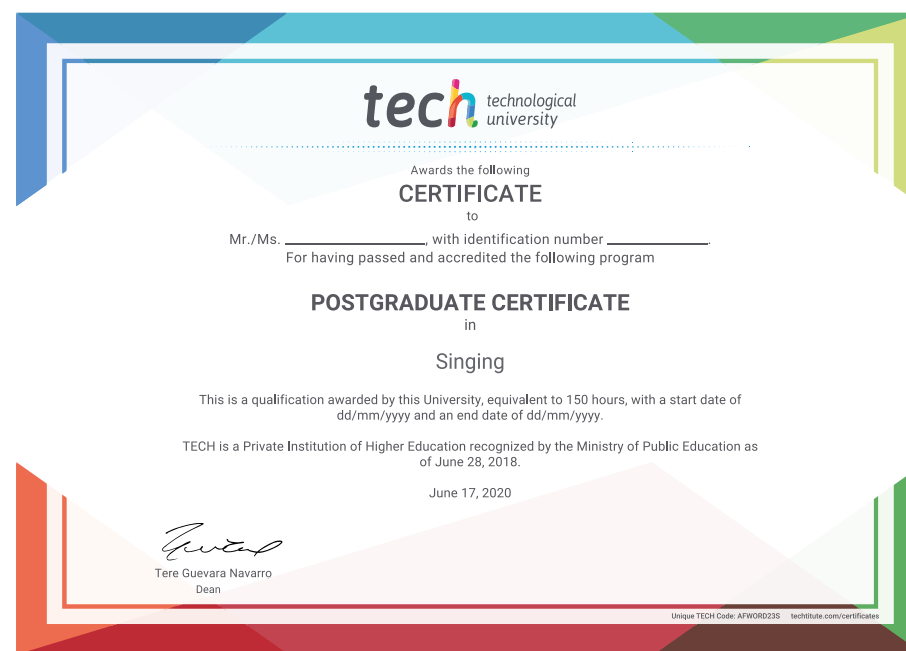 tech technological
university
Awards the following
CERTIFICATE
to
Mr./Ms. ____________________, with identification number ______________.
For having passed and accredited the following program
POSTGRADUATE CERTIFICATE
in
Singing
This is a qualification awarded by this University, equivalent to 150 hours, with a start date of
dd/mm/yyyy and an end date of dd/mm/yyyy.
TECH is a Private Institution of Higher Education recognized by the Ministry of Public Education as
of June 28, 2018.
June 17, 2020
Tere Guevara Navarro
Dean
Unique TECH Code: AFWORD23S techtitute.com/certificates